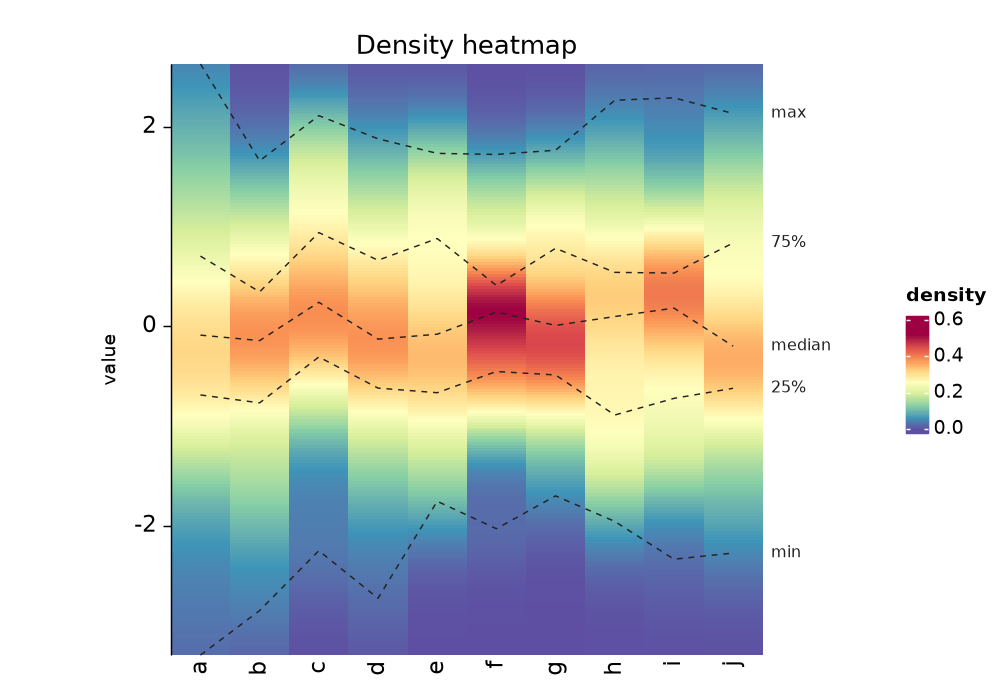 Density heatmap
max
2
75%
density
0.6
0
median
0.4
value
25%
0.2
0.0
-2
min
a b c d e f g h i j